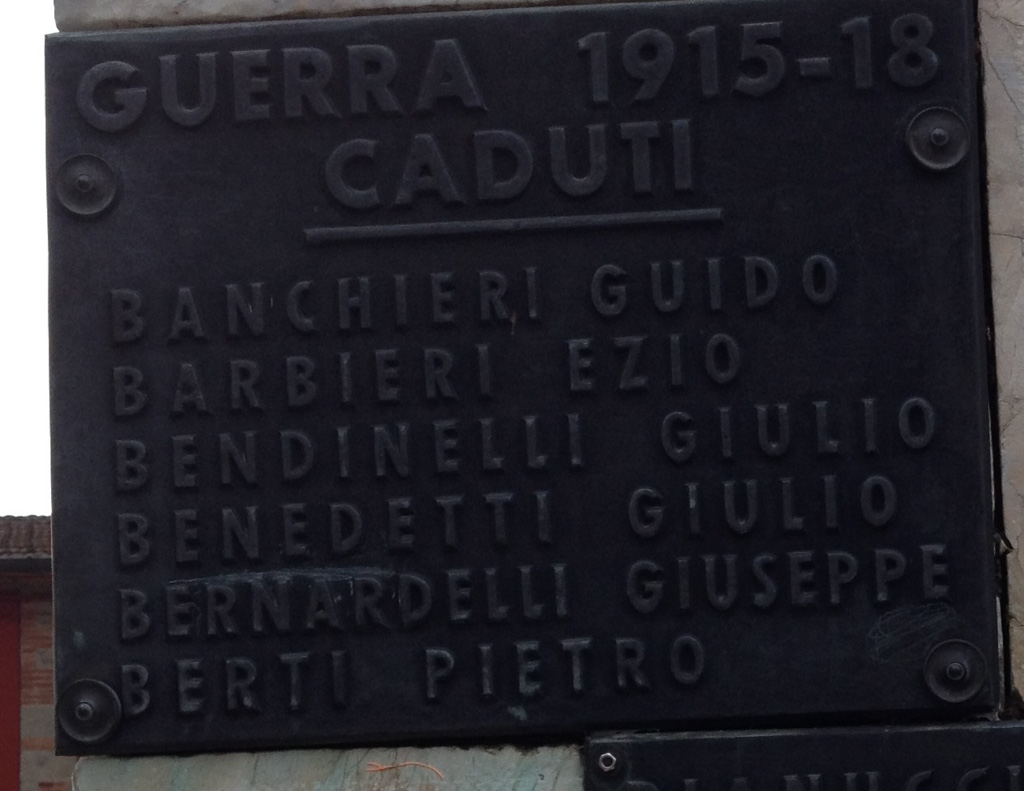 GUERRA 1915-18
CADUTI
BANCHIERI GUIDO
BARBIERI EZIO
BENDINELLI GIULIO
BENEDETTI GIULIO
BERNARDELLI GIUSEPPE
BERTI PIETRO